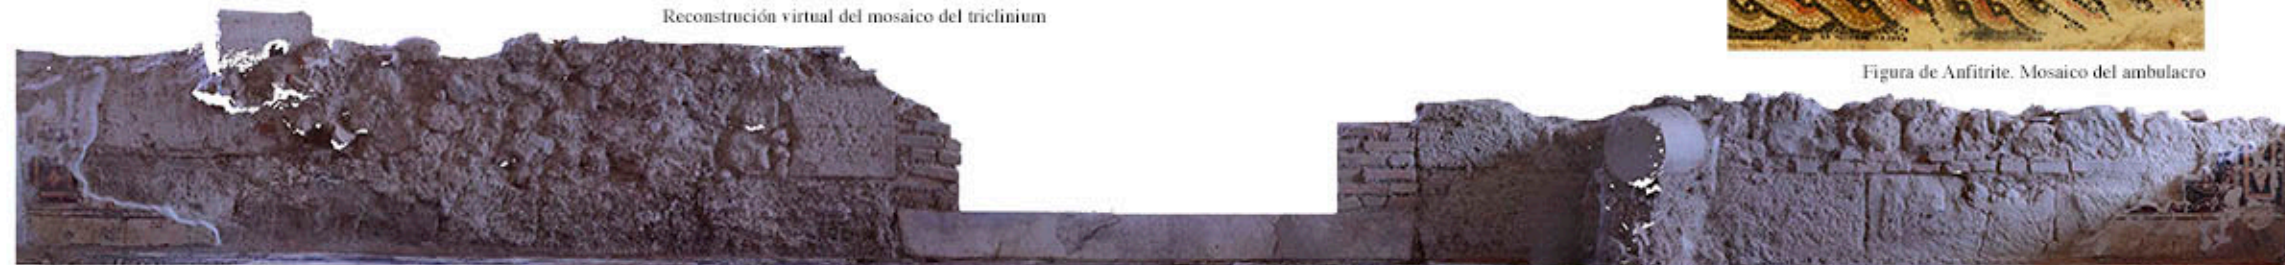 Reconstrución virtual del mosaico del triclinium
Figura de Anfitrite. Mosaico del ambulacro